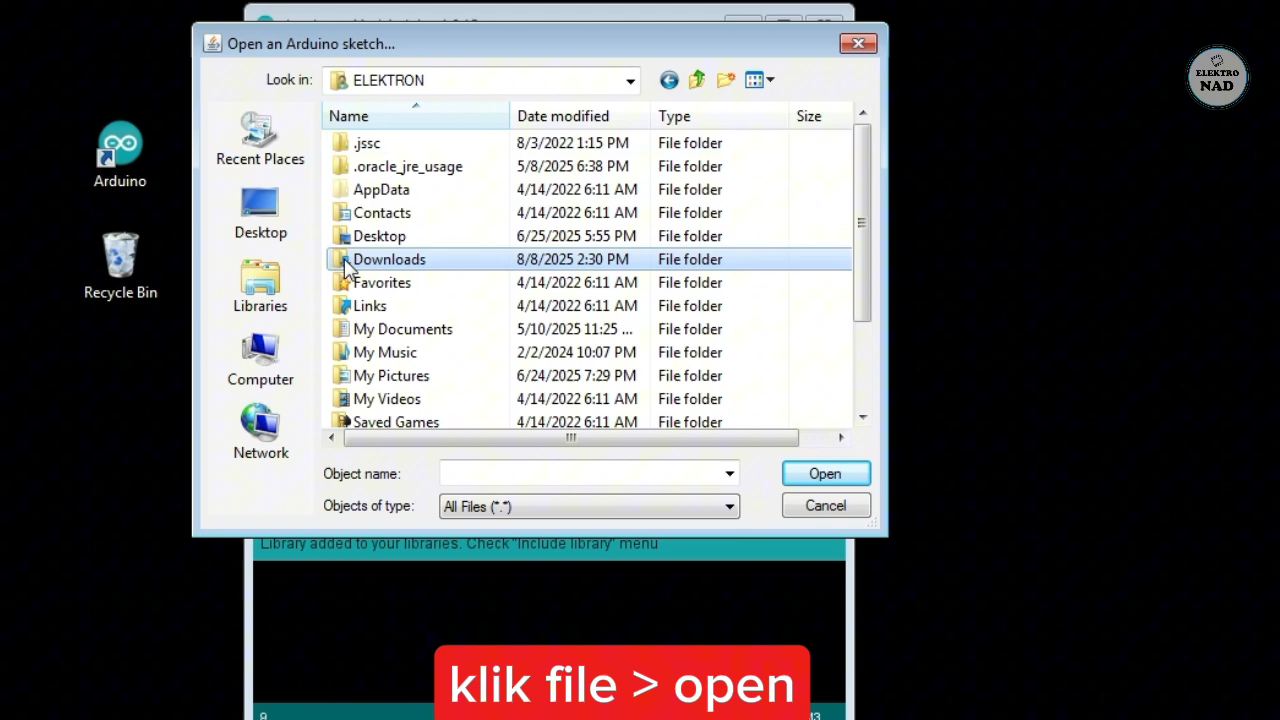 Open an Arduino sketch...
Look in:
ELEKTRON
ELEKTRO
NAD
Arduino
Recycle Bin
Recent Places
Desktop
Libraries
Computer
Network
Name Date modified Type Size
.jssc 8/3/2022 1:15 PM File folder
.oracle_jre_usage 5/8/2025 6:38 PM File folder
AppData 4/14/2022 6:11 AM File folder
Contacts 4/14/2022 6:11 AM File folder
Desktop 6/25/2025 5:55 PM File folder
Downloads 8/8/2025 2:30 PM File folder
Favorites 4/14/2022 6:11 AM File folder
Links 4/14/2022 6:11 AM File folder
My Documents 5/10/2025 11:25 ... File folder
My Music 2/2/2024 10:07 PM File folder
My Pictures 6/24/2025 7:29 PM File folder
My Videos 4/14/2022 6:11 AM File folder
Saved Games 4/14/2022 6:11 AM File folder
Object name:
Open
Objects of type: All Files (*.*)
Cancel
Library added to your libraries. Check "Include library" menu
klik file > open
9